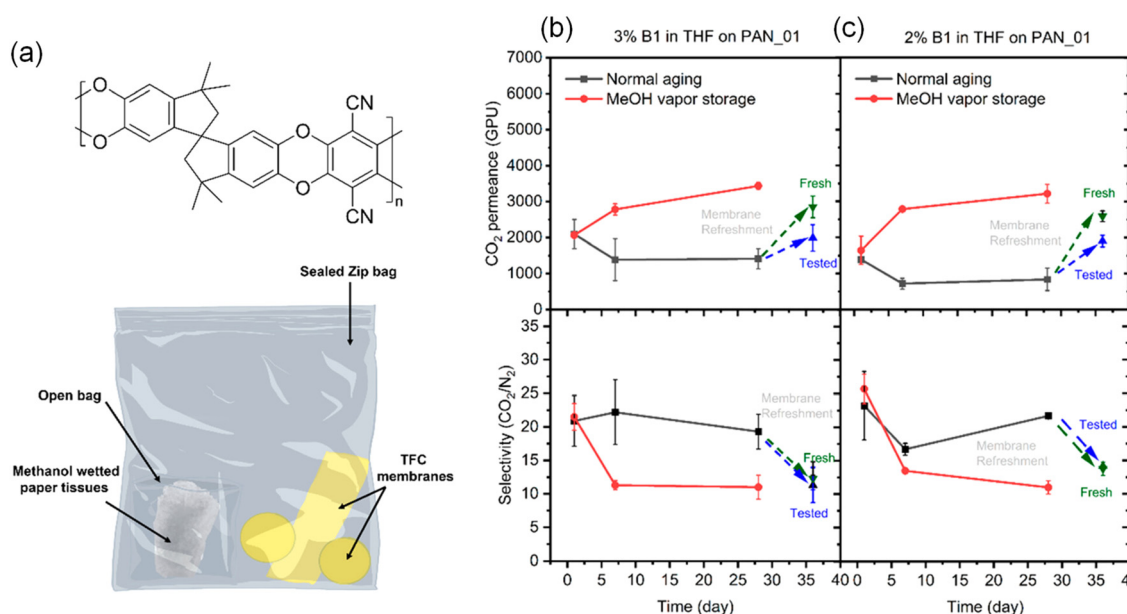 (a)
O
O
CN
O
O
CN
n
Sealed Zip bag
Open bag
Methanol wetted
paper tissues
TFC
membranes
(b)
3% B1 in THF on PAN_01
7000
6000
5000
4000
3000
2000
1000
0
CO2 permeance (GPU)
Normal aging
MeOH vapor storage
Membrane
Refreshment
Fresh
Tested
35
30
25
20
15
10
5
0
Selectivity (CO2/N2)
Membrane
Refreshment
Fresh
Tested
0 5 10 15 20 25 30 35 40
Time (day)
(c)
2% B1 in THF on PAN_01
Normal aging
MeOH vapor storage
Membrane
Refreshment
Fresh
Tested
Membrane
Refreshment
Tested
Fresh
0 5 10 15 20 25 30 35 4
Time (day)